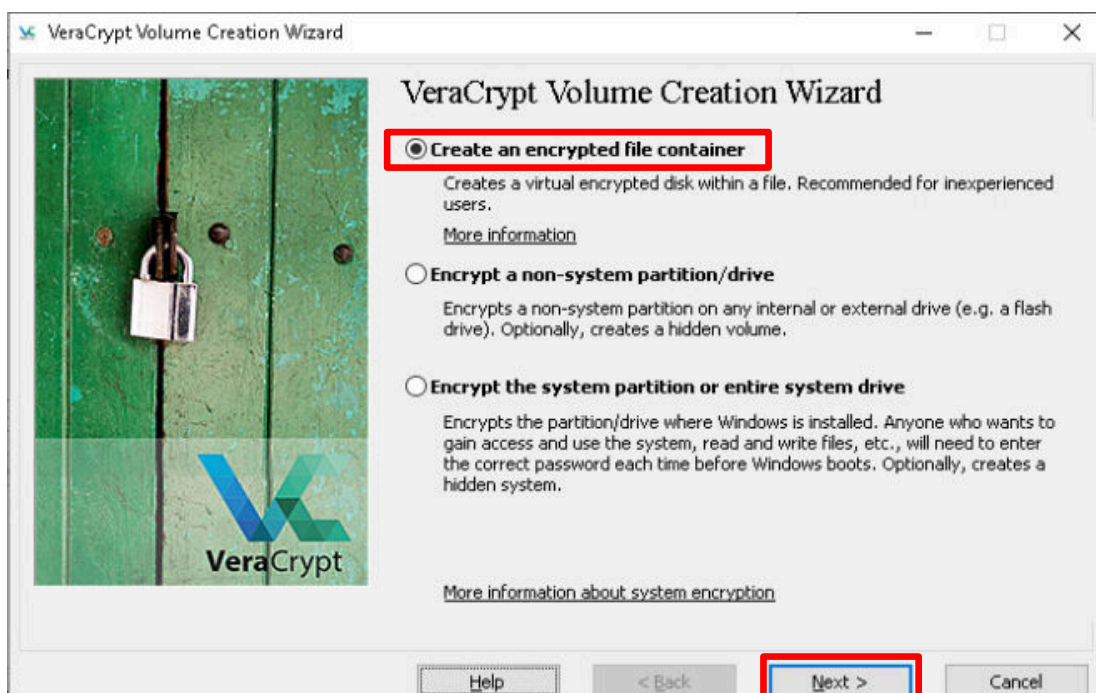 VeraCrypt Volume Creation Wizard
VeraCrypt Volume Creation Wizard
Create an encrypted file container
Creates a virtual encrypted disk within a file. Recommended for inexperienced
users.
More information
Encrypt a non-system partition/drive
Encrypts a non-system partition on any internal or external drive (e.g. a flash
drive). Optionally, creates a hidden volume.
Encrypt the system partition or entire system drive
Encrypts the partition/drive where Windows is installed. Anyone who wants to
gain access and use the system, read and write files, etc., will need to enter
the correct password each time before Windows boots. Optionally, creates a
hidden system.
VeraCrypt
More information about system encryption
Help < Back Next > Cancel